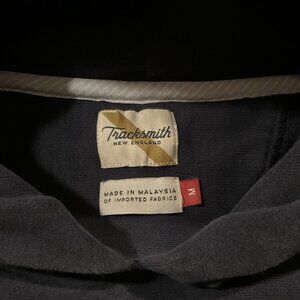 Tracksmith
NEW ENGLAND
MADE IN MALAYSIA
OF IMPORTED FABRICS
M